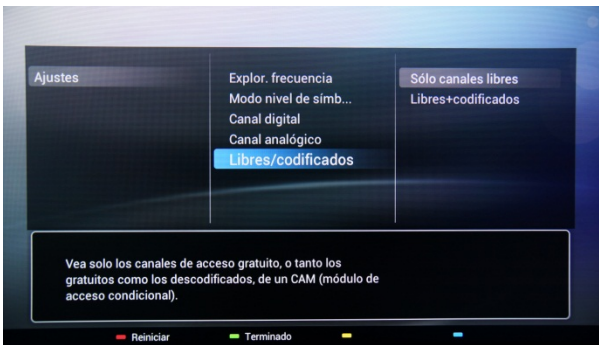 Ajustes
Explor. frecuencia
Modo nivel de símb...
Canal digital
Canal analógico
Libres/codificados
Sólo canales libres
Libres+codificados
Vea solo los canales de acceso gratuito, o tanto los
gratuitos como los descodificados, de un CAM (módulo de
acceso condicional).
Reiniciar
Terminado